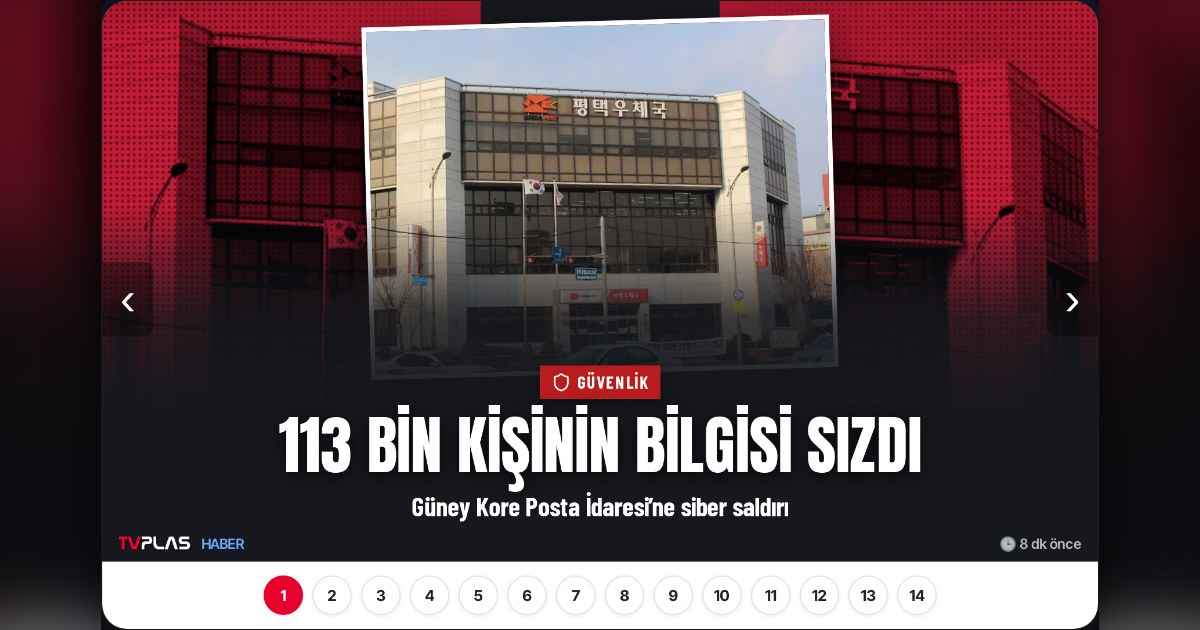 평택우체국
GÜVENLİK
113 BİN KİŞİNİN BİLGİSİ SIZDI
Güney Kore Posta İdaresi'ne siber saldırı
TVPLAS HABER
8 dk önce
1 2 3 4 5 6 7 8 9 10 11 12 13 14